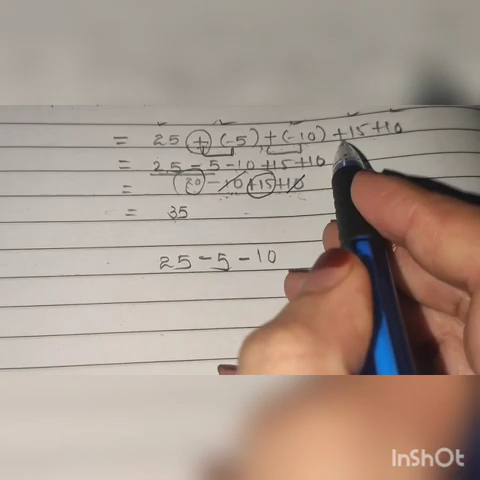 = 25 + (-5) + (-10) + 15 + 10
= 25 - 5 - 10 + 15 + 10
= 20 - 10 + 15 + 10
= 35
25 - 5 - 10
InShOt